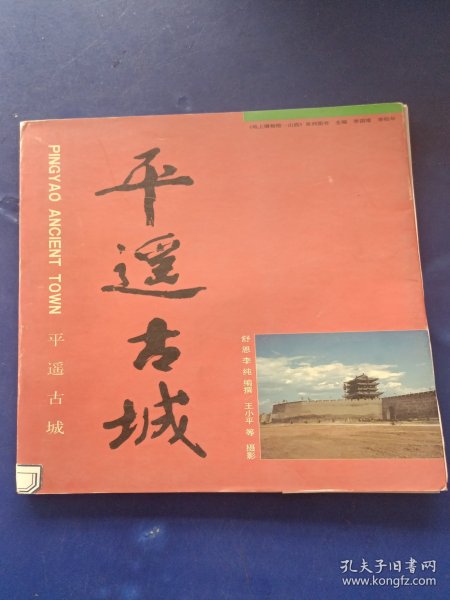 平遥古城
PINGYAO ANCIENT TOWN 平遥古城
舒恩 李纯 编撰 王小平 等 摄影
孔夫子旧书网
www.kongfz.com